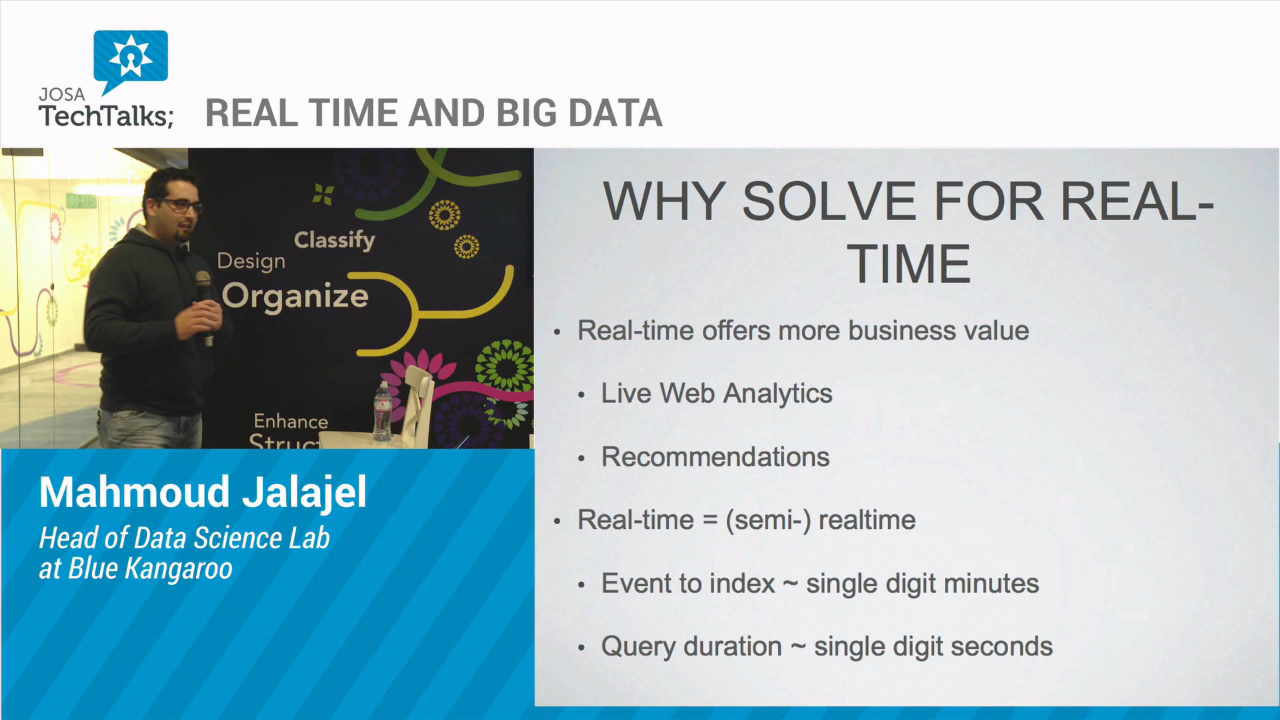 JOSA
TechTalks;
REAL TIME AND BIG DATA
Classify
Design
Organize
Enhance
WHY SOLVE FOR REAL-
TIME
• Real-time offers more business value
• Live Web Analytics
• Recommendations
• Real-time = (semi-) realtime
• Event to index ~ single digit minutes
• Query duration ~ single digit seconds
Mahmoud Jalajel
Head of Data Science Lab
at Blue Kangaroo